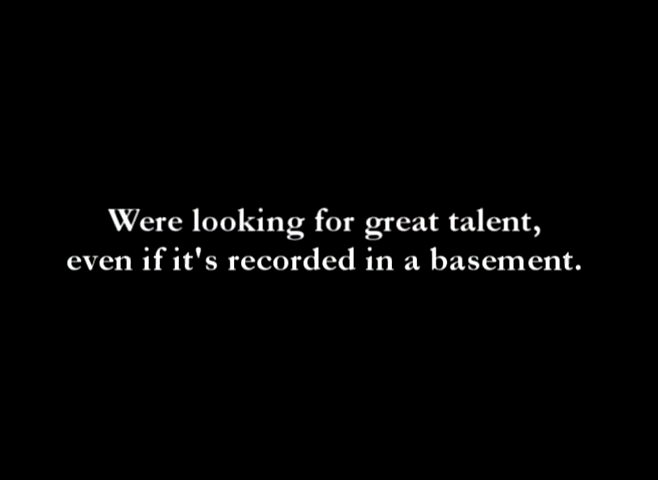 Were looking for great talent,
even if it's recorded in a basement.